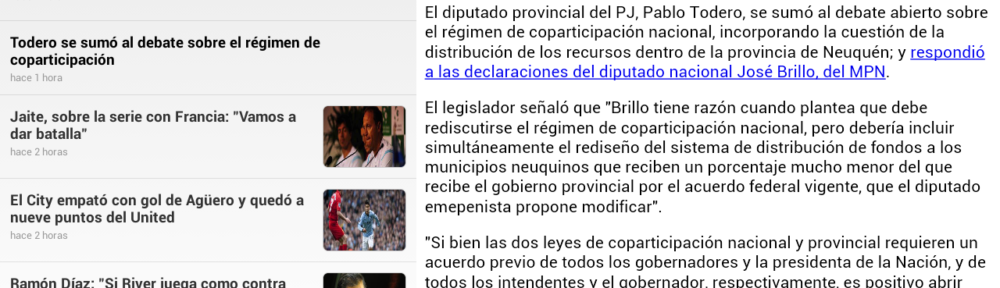 Todero se sumó al debate sobre el régimen de
coparticipación
hace 1 hora
Jaite, sobre la serie con Francia: "Vamos a
dar batalla"
hace 2 horas
El City empató con gol de Agüero y quedó a
nueve puntos del United
hace 2 horas
Ramón Díaz: "Si River juega como contra
El diputado provincial del PJ, Pablo Todero, se sumó al debate abierto sobre
el régimen de coparticipación nacional, incorporando la cuestión de la
distribución de los recursos dentro de la provincia de Neuquén; y respondió
a las declaraciones del diputado nacional José Brillo, del MPN.
El legislador señaló que "Brillo tiene razón cuando plantea que debe
rediscutirse el régimen de coparticipación nacional, pero debería incluir
simultáneamente el rediseño del sistema de distribución de fondos a los
municipios neuquinos que reciben un porcentaje mucho menor del que
recibe el gobierno provincial por el acuerdo federal vigente, que el diputado
emepenista propone modificar".
"Si bien las dos leyes de coparticipación nacional y provincial requieren un
acuerdo previo de todos los gobernadores y la presidenta de la Nación, y de
todos los intendentes y el gobernador, respectivamente, es positivo abrir